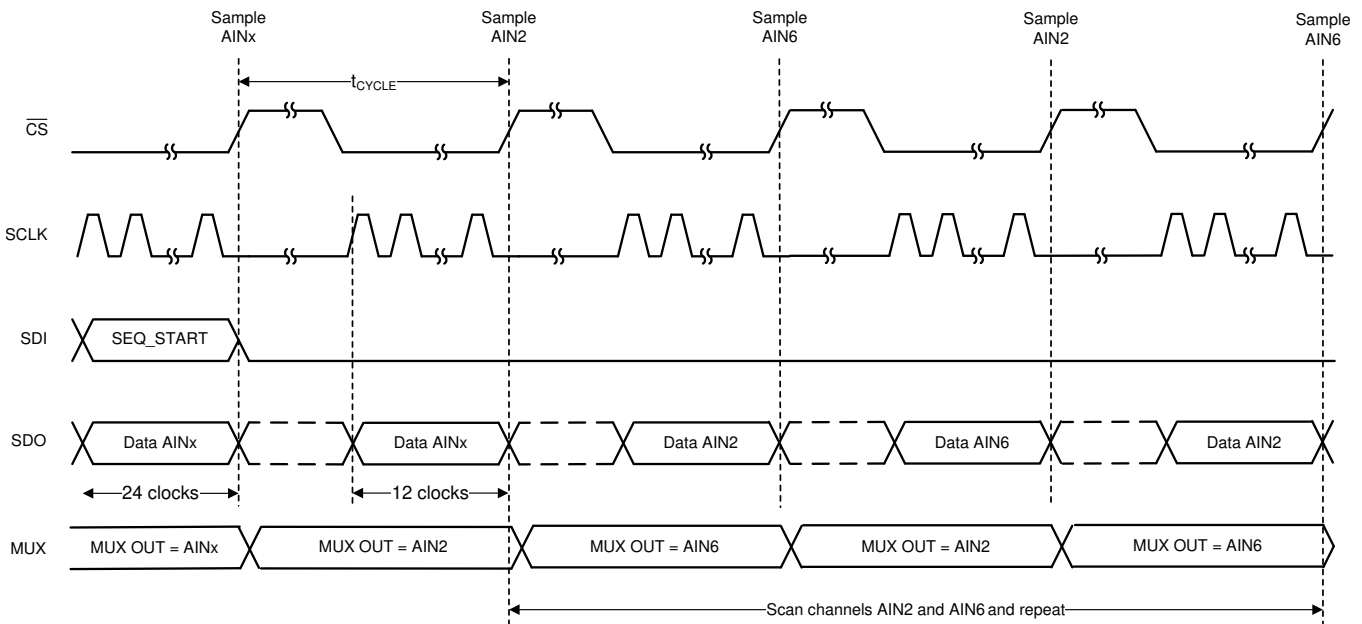 Sample
AINx
Sample
AIN2
Sample
AIN6
Sample
AIN2
Sample
AIN6
tCYCLE
CS
SCLK
SDI
SEQ_START
SDO
Data AINx
Data AINx
Data AIN2
Data AIN6
Data AIN2
24 clocks
12 clocks
MUX
MUX OUT = AINx
MUX OUT = AIN2
MUX OUT = AIN6
MUX OUT = AIN2
MUX OUT = AIN6
Scan channels AIN2 and AIN6 and repeat